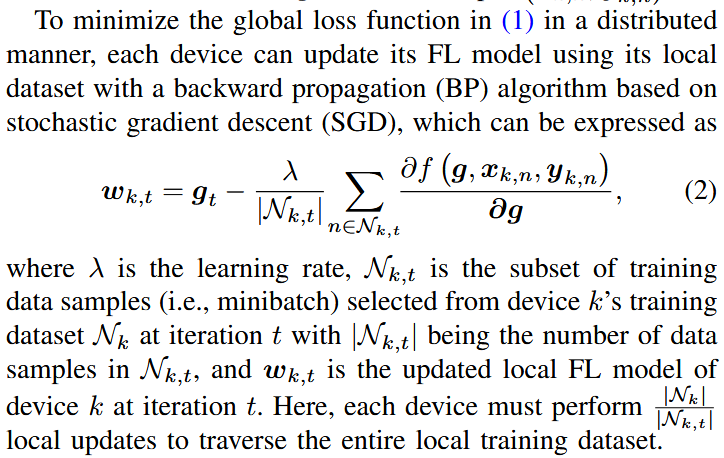 To minimize the global loss function in (1) in a distributed
manner, each device can update its FL model using its local
dataset with a backward propagation (BP) algorithm based on
stochastic gradient descent (SGD), which can be expressed as
$$\boldsymbol{w}_{k,t} = \boldsymbol{g}_t - \frac{\lambda}{|\mathcal{N}_{k,t}|} \sum_{n \in \mathcal{N}_{k,t}} \frac{\partial f\left(\boldsymbol{g}, \boldsymbol{x}_{k,n}, \boldsymbol{y}_{k,n}\right)}{\partial \boldsymbol{g}}, \quad (2)$$
where $\lambda$ is the learning rate, $\mathcal{N}_{k,t}$ is the subset of training
data samples (i.e., minibatch) selected from device $k$'s training
dataset $\mathcal{N}_k$ at iteration $t$ with $|\mathcal{N}_{k,t}|$ being the number of data
samples in $\mathcal{N}_{k,t}$, and $\boldsymbol{w}_{k,t}$ is the updated local FL model of
device $k$ at iteration $t$. Here, each device must perform $\frac{|\mathcal{N}_k|}{|\mathcal{N}_{k,t}|}$
local updates to traverse the entire local training dataset.